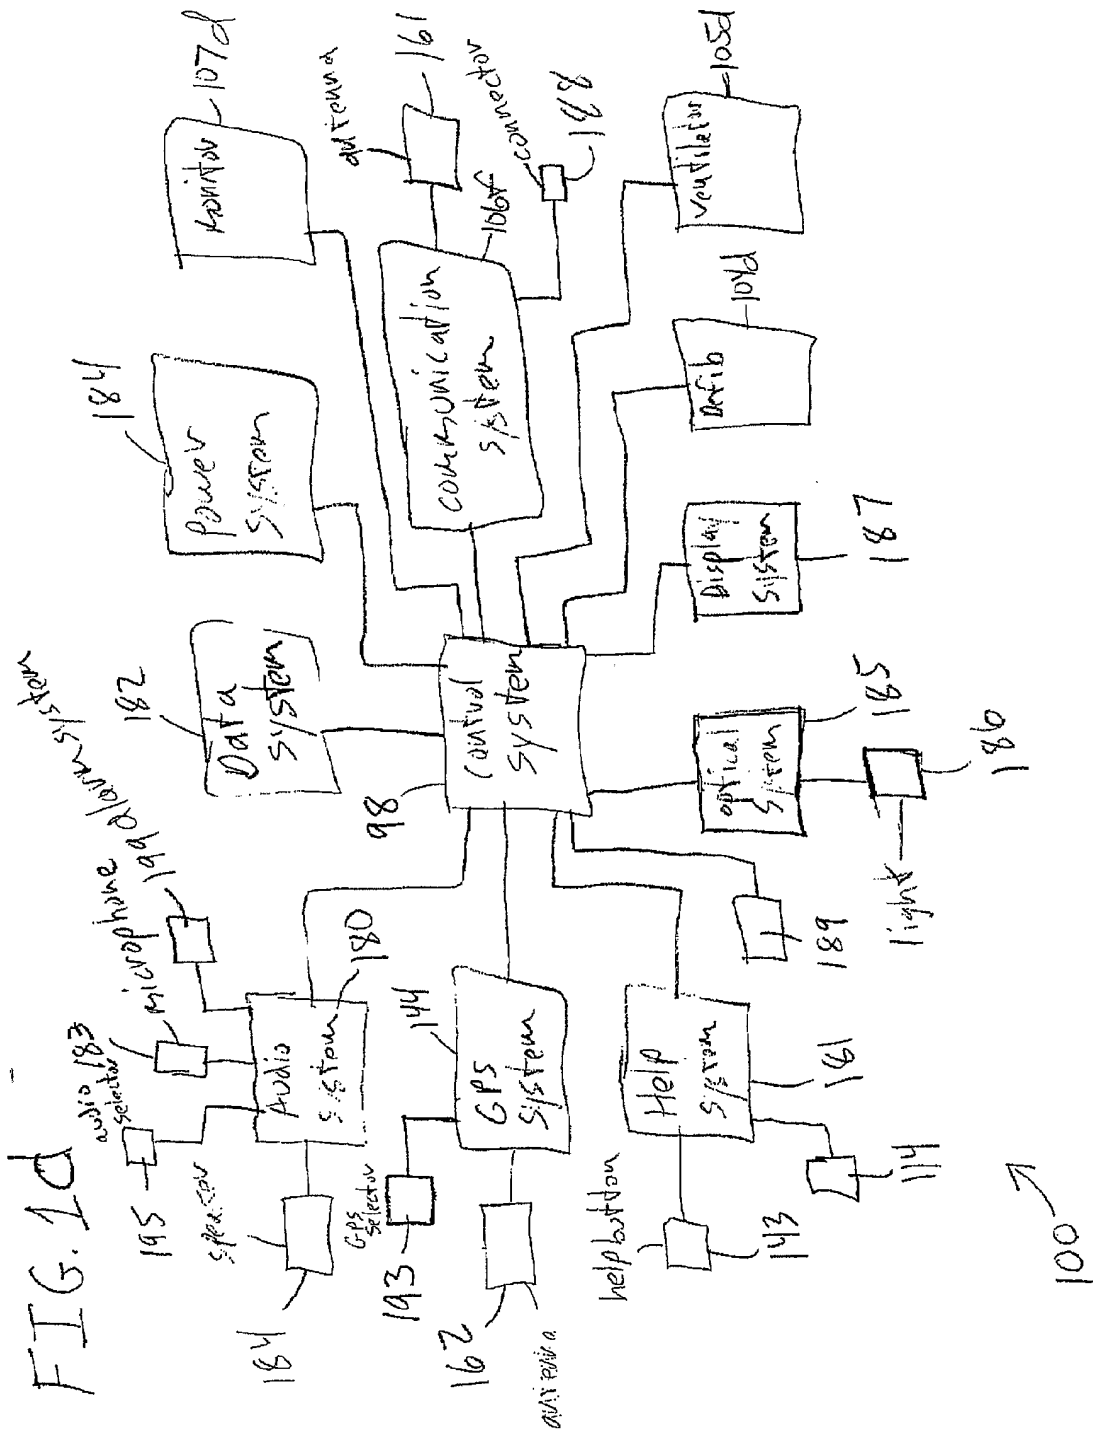 FIG. 1d
195
audio
selector
183
microphone
199
alarm system
182
184
107d
speaker
184
Audio
system
180
Data
system
Power
system
Monitor
antenna
161
GPS
selector
193
144
98
162
antenna
GPS
system
Control
system
communication
system
106f
connector
188
help button
143
Help
system
181
114
189
optical
system
185
light
186
Display
system
187
Defib
104d
Ventilator
105d
100